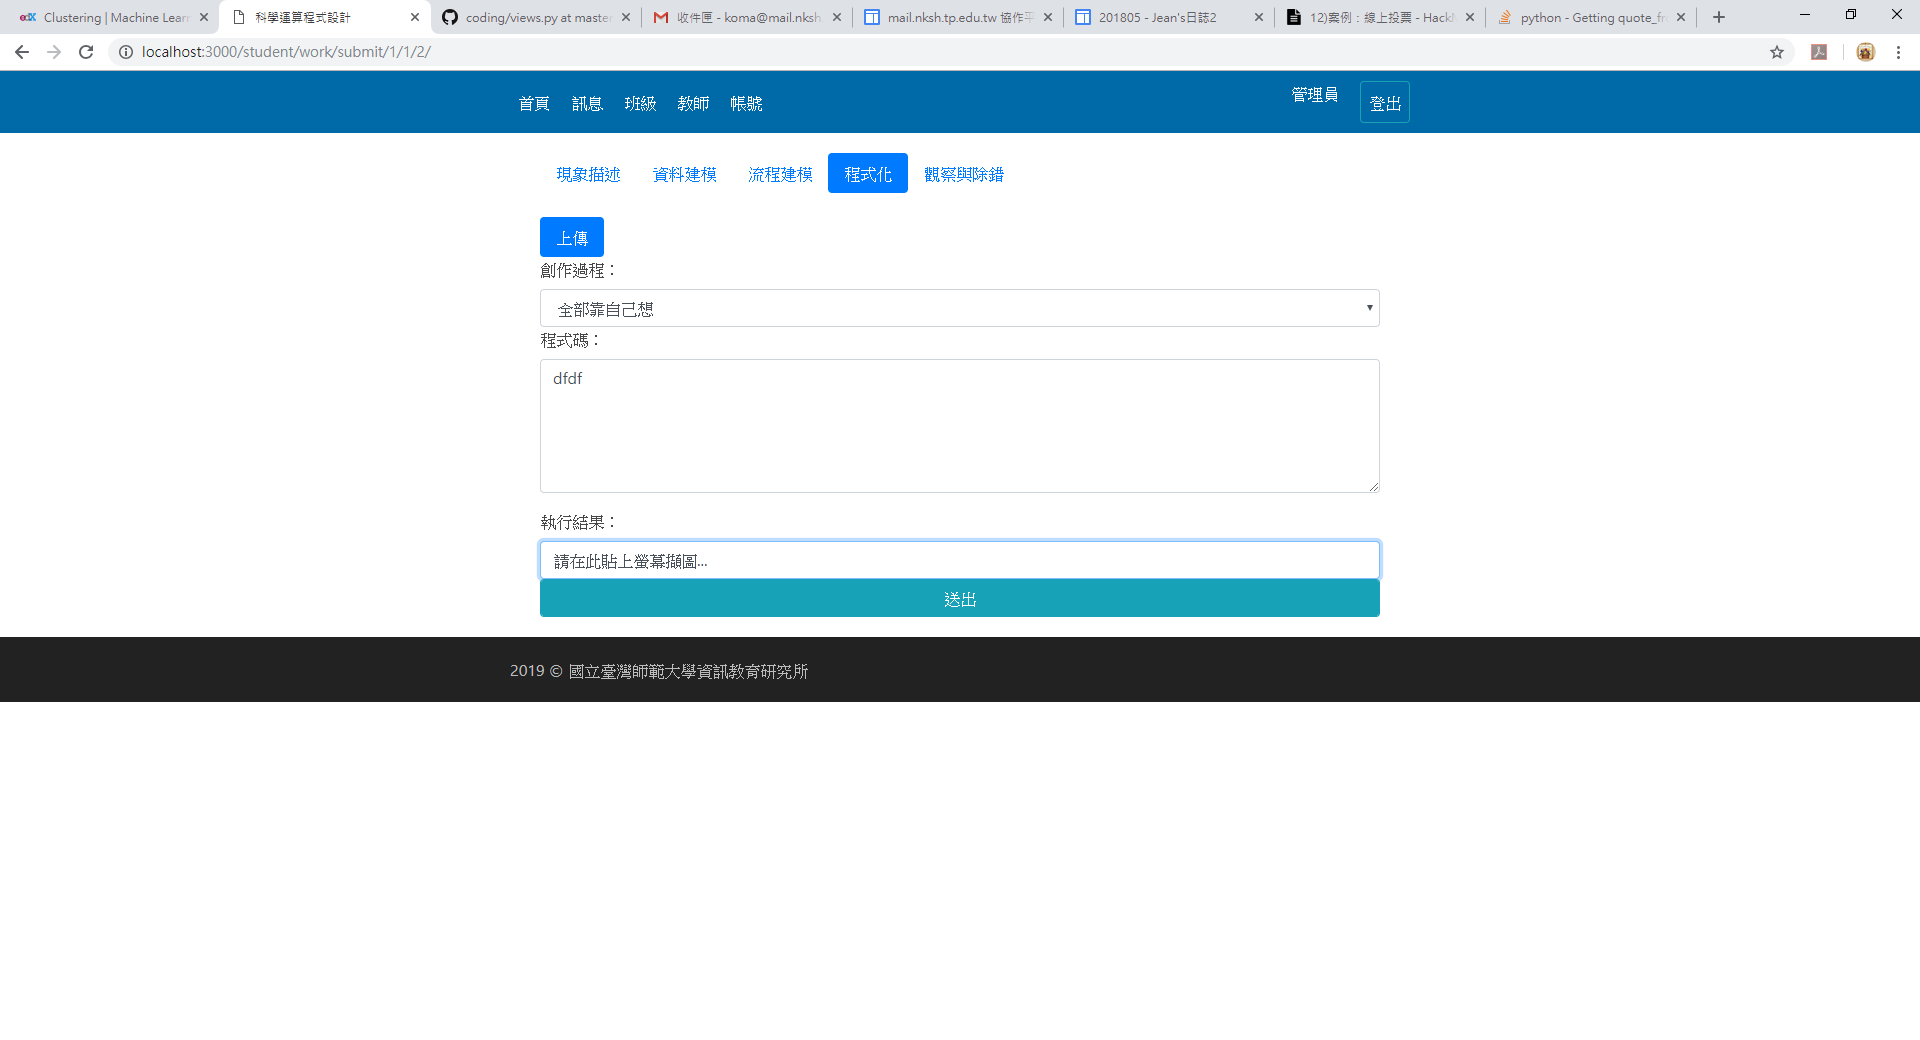 Clustering | Machine Lear
科學運算程式設計
coding/views.py at master
收件匣 - koma@mail.nksh.
mail.nksh.tp.edu.tw 協作平
201805 - Jean's日誌2
12)案例：線上投票 - Hack
python - Getting quote_fr
localhost:3000/student/work/submit/1/1/2/
首頁 訊息 班級 教師 帳號 管理員 登出
現象描述 資料建模 流程建模 程式化 觀察與除錯
上傳
創作過程：
全部靠自己想
程式碼：
dfdf
執行結果：
請在此貼上螢幕擷圖...
送出
2019 © 國立臺灣師範大學資訊教育研究所